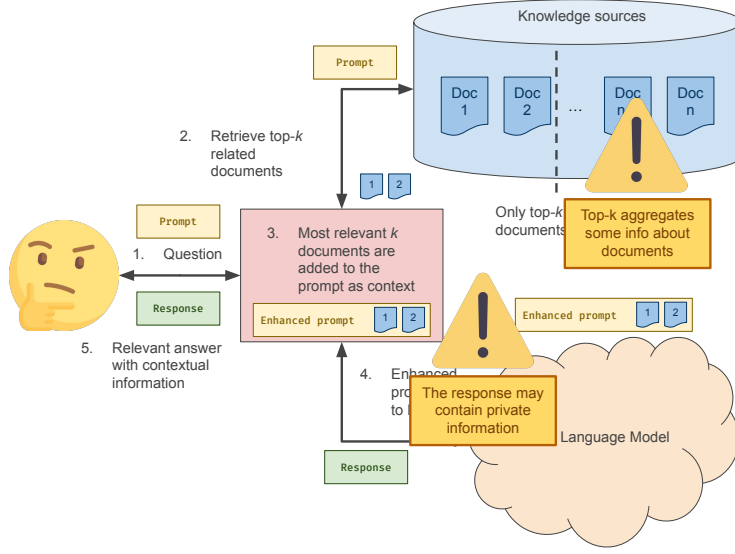 Knowledge sources
Prompt
Doc
1
Doc
2
...
Doc
n
Doc
n
2. Retrieve top-k
related
documents
1 2
Only top-k
documents
Top-k aggregates
some info about
documents
Prompt
1. Question
Response
5. Relevant answer
with contextual
information
3. Most relevant k
documents are
added to the
prompt as context
Enhanced prompt 1 2
Enhanced prompt 1 2
4. Enhanced
to
The response may
contain private
information
Language Model
Response